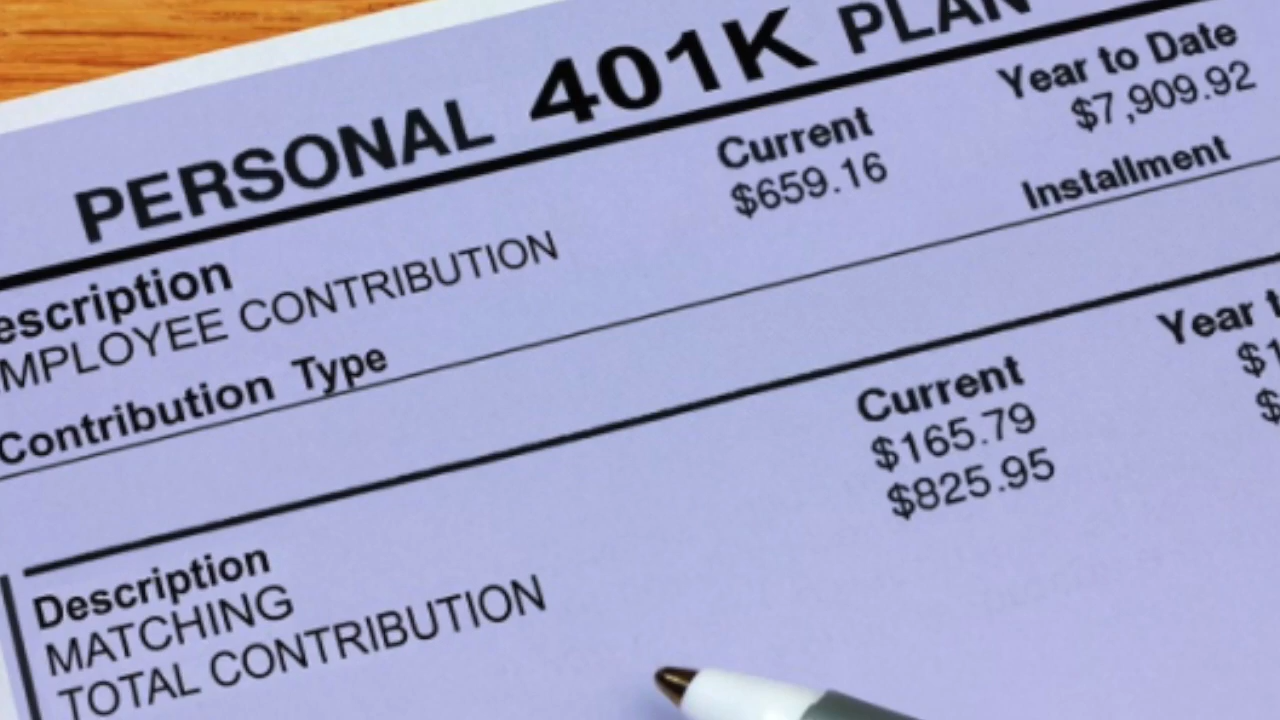 PERSONAL 401K PLAN
escription Current Year to Date
MPLOYEE CONTRIBUTION $659.16 $7,909.92
Contribution Type Installment
Description Current Year t
MATCHING $165.79 $1
TOTAL CONTRIBUTION $825.95 $